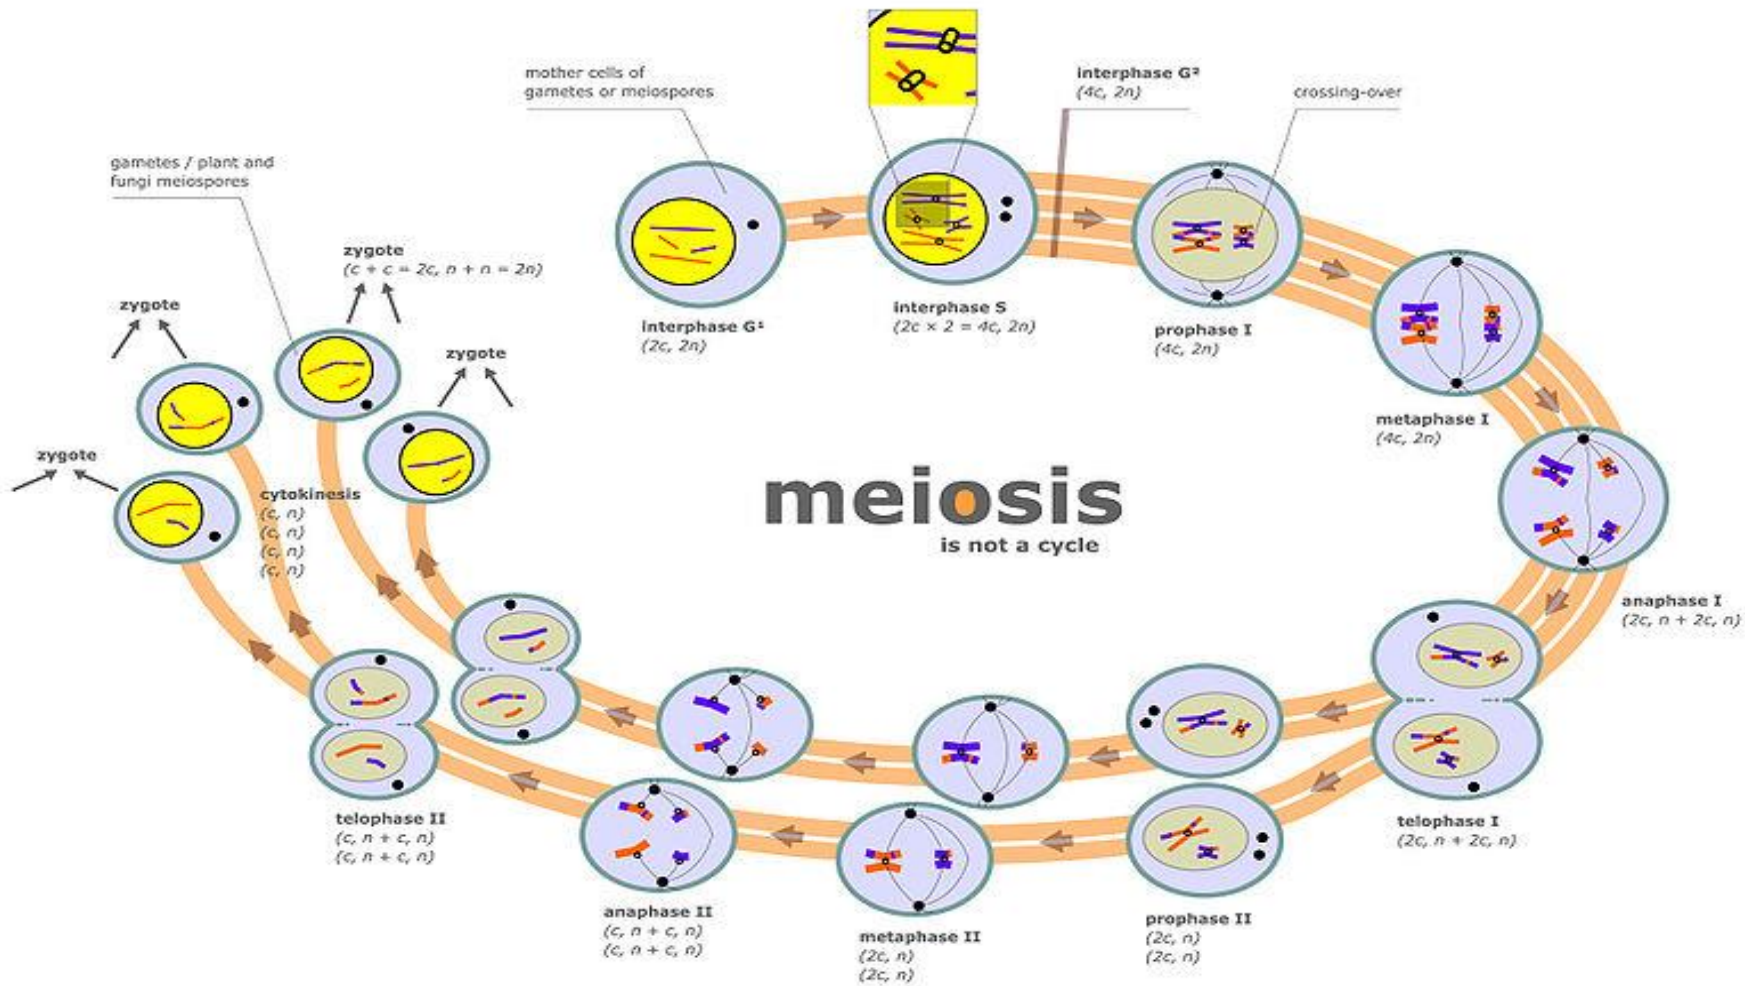 mother cells of
gametes or meiospores
interphase G²
(4c, 2n)
crossing-over
gametes / plant and
fungi meiospores
zygote
(c + c = 2c, n + n = 2n)
zygote
zygote
zygote
interphase G¹
(2c, 2n)
interphase S
(2c × 2 = 4c, 2n)
prophase I
(4c, 2n)
metaphase I
(4c, 2n)
meiosis
is not a cycle
cytokinesis
(c, n)
(c, n)
(c, n)
(c, n)
anaphase I
(2c, n + 2c, n)
telophase I
(2c, n + 2c, n)
prophase II
(2c, n)
(2c, n)
metaphase II
(2c, n)
(2c, n)
anaphase II
(c, n + c, n)
(c, n + c, n)
telophase II
(c, n + c, n)
(c, n + c, n)